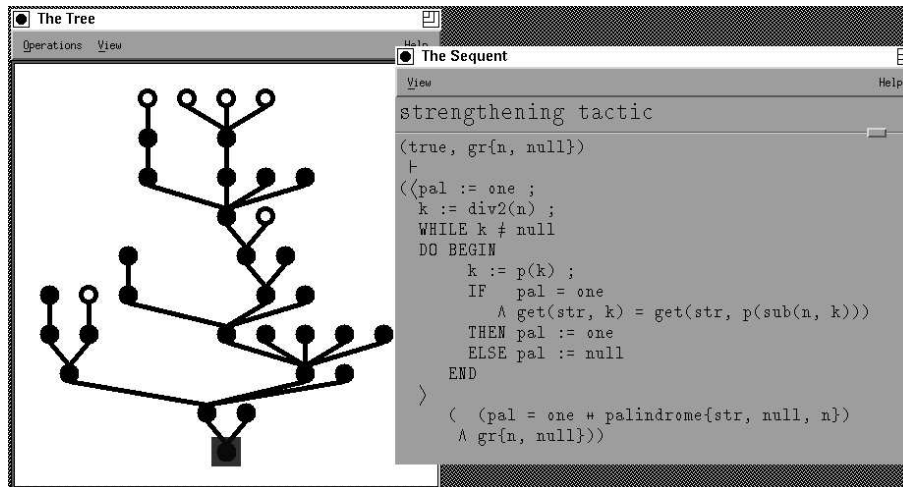 The Tree
Operations View Help
The Sequent
View Help
strengthening tactic
(true, gr{n, null})
⊢
(⟨pal := one ;
k := div2(n) ;
WHILE k ≠ null
DO BEGIN
k := p(k) ;
IF pal = one
∧ get(str, k) = get(str, p(sub(n, k)))
THEN pal := one
ELSE pal := null
END
⟩
( (pal = one ↔ palindrome{str, null, n})
∧ gr{n, null}))